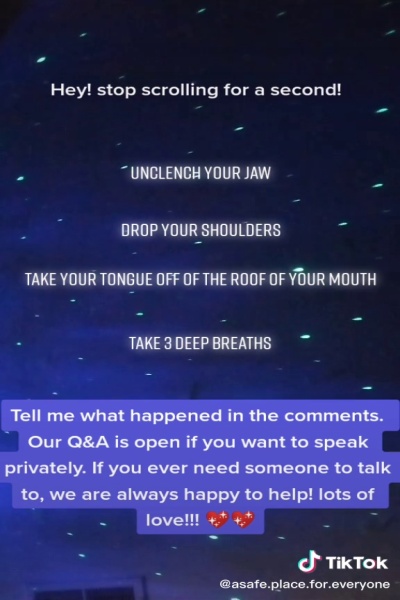 Hey! stop scrolling for a second!
UNCLENCH YOUR JAW
DROP YOUR SHOULDERS
TAKE YOUR TONGUE OFF OF THE ROOF OF YOUR MOUTH
TAKE 3 DEEP BREATHS
Tell me what happened in the comments.
Our Q&A is open if you want to speak
privately. If you ever need someone to talk
to, we are always happy to help! lots of
love!!! 💖💖
TikTok
@asafe.place.for.everyone